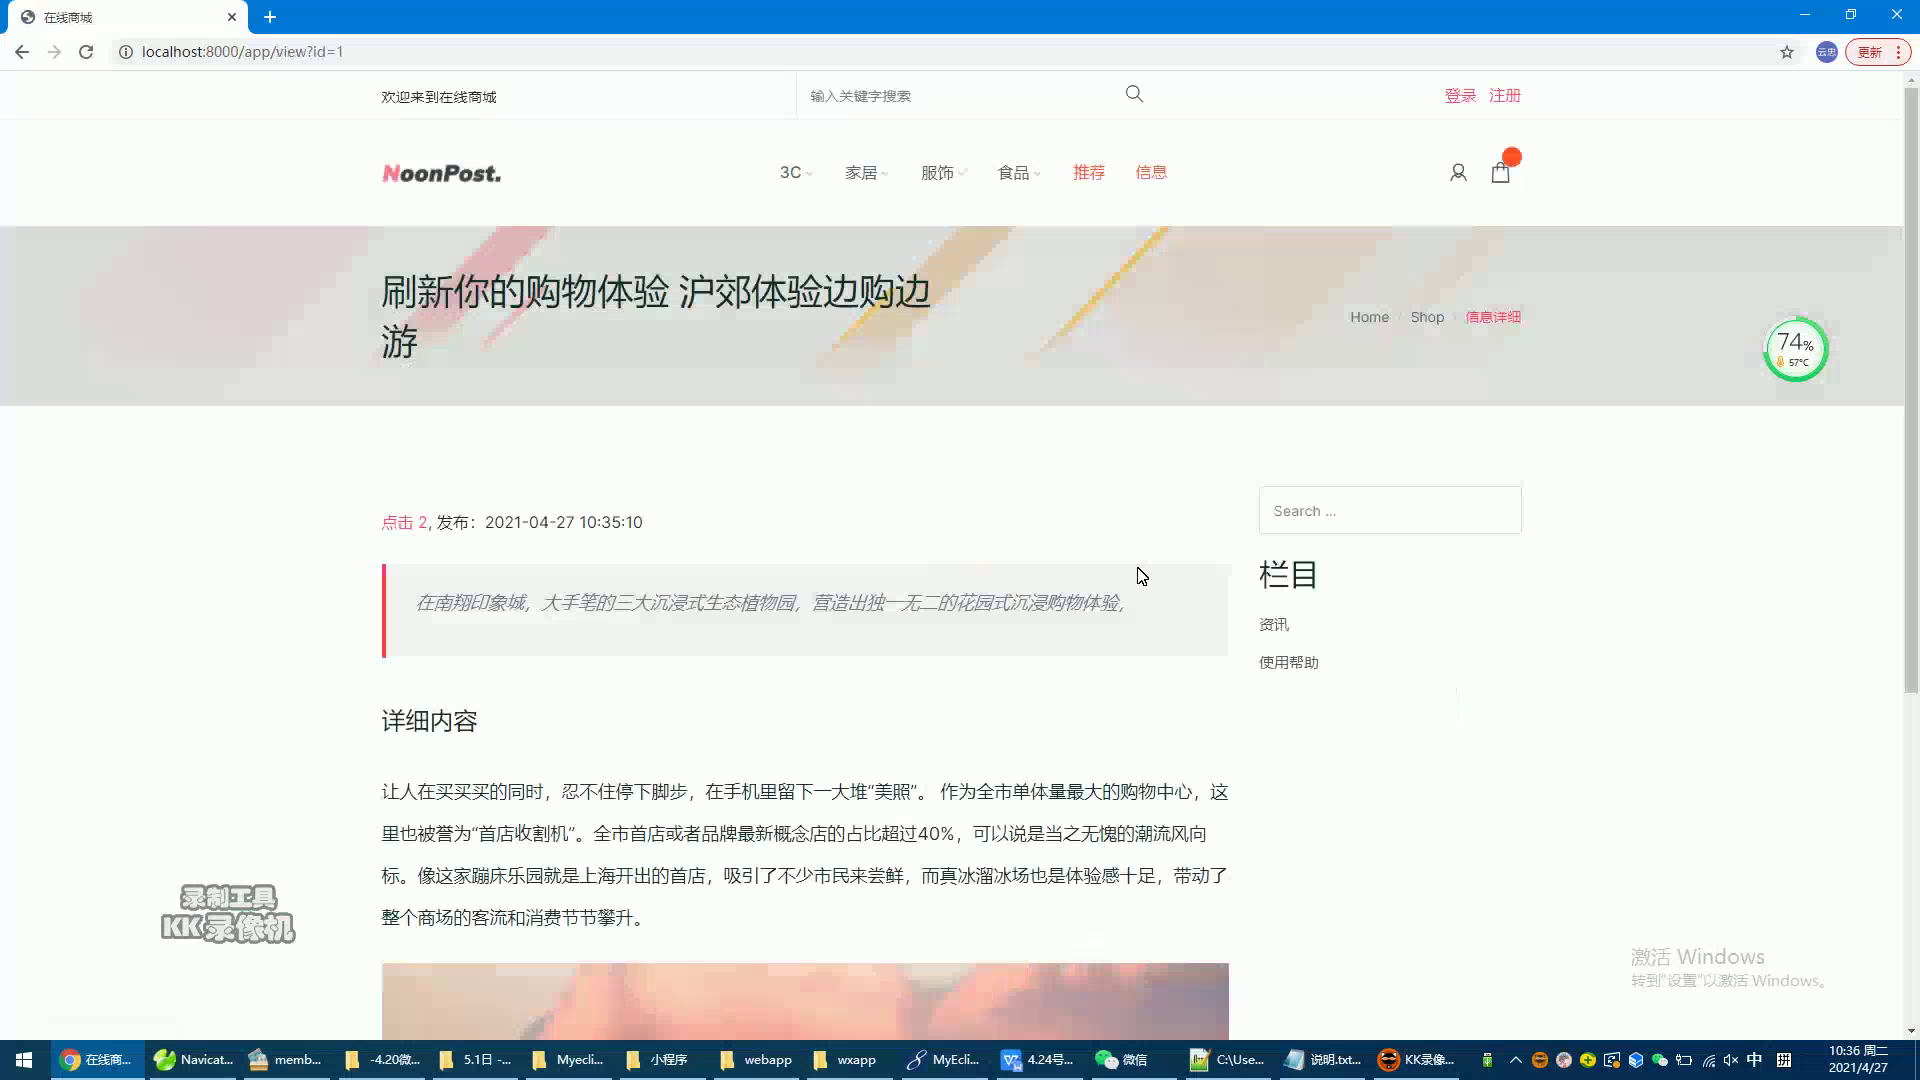 在线商城
localhost:8000/app/view?id=1
云忠
更新
欢迎来到在线商城
输入关键字搜索
登录 注册
NoonPost.
3C 家居 服饰 食品 推荐 信息
刷新你的购物体验 沪郊体验边购边
游
Home Shop 信息详细
74%
57°C
点击 2, 发布：2021-04-27 10:35:10
Search ...
在南翔印象城，大手笔的三大沉浸式生态植物园，营造出独一无二的花园式沉浸购物体验，
栏目
资讯
使用帮助
详细内容
让人在买买买的同时，忍不住停下脚步，在手机里留下一大堆“美照”。 作为全市单体量最大的购物中心，这
里也被誉为“首店收割机”。全市首店或者品牌最新概念店的占比超过40%，可以说是当之无愧的潮流风向
标。像这家蹦床乐园就是上海开出的首店，吸引了不少市民来尝鲜，而真冰溜冰场也是体验感十足，带动了
整个商场的客流和消费节节攀升。
录制工具
KK录像机
激活 Windows
转到“设置”以激活 Windows。
在线商... Navicat... memb... -4.20微... 5.1日 -... Myecli... 小程序 webapp wxapp MyEcli... 4.24号... 微信 C:\Use... 说明.txt... KK录像... 中 拼
10:36 周二
2021/4/27